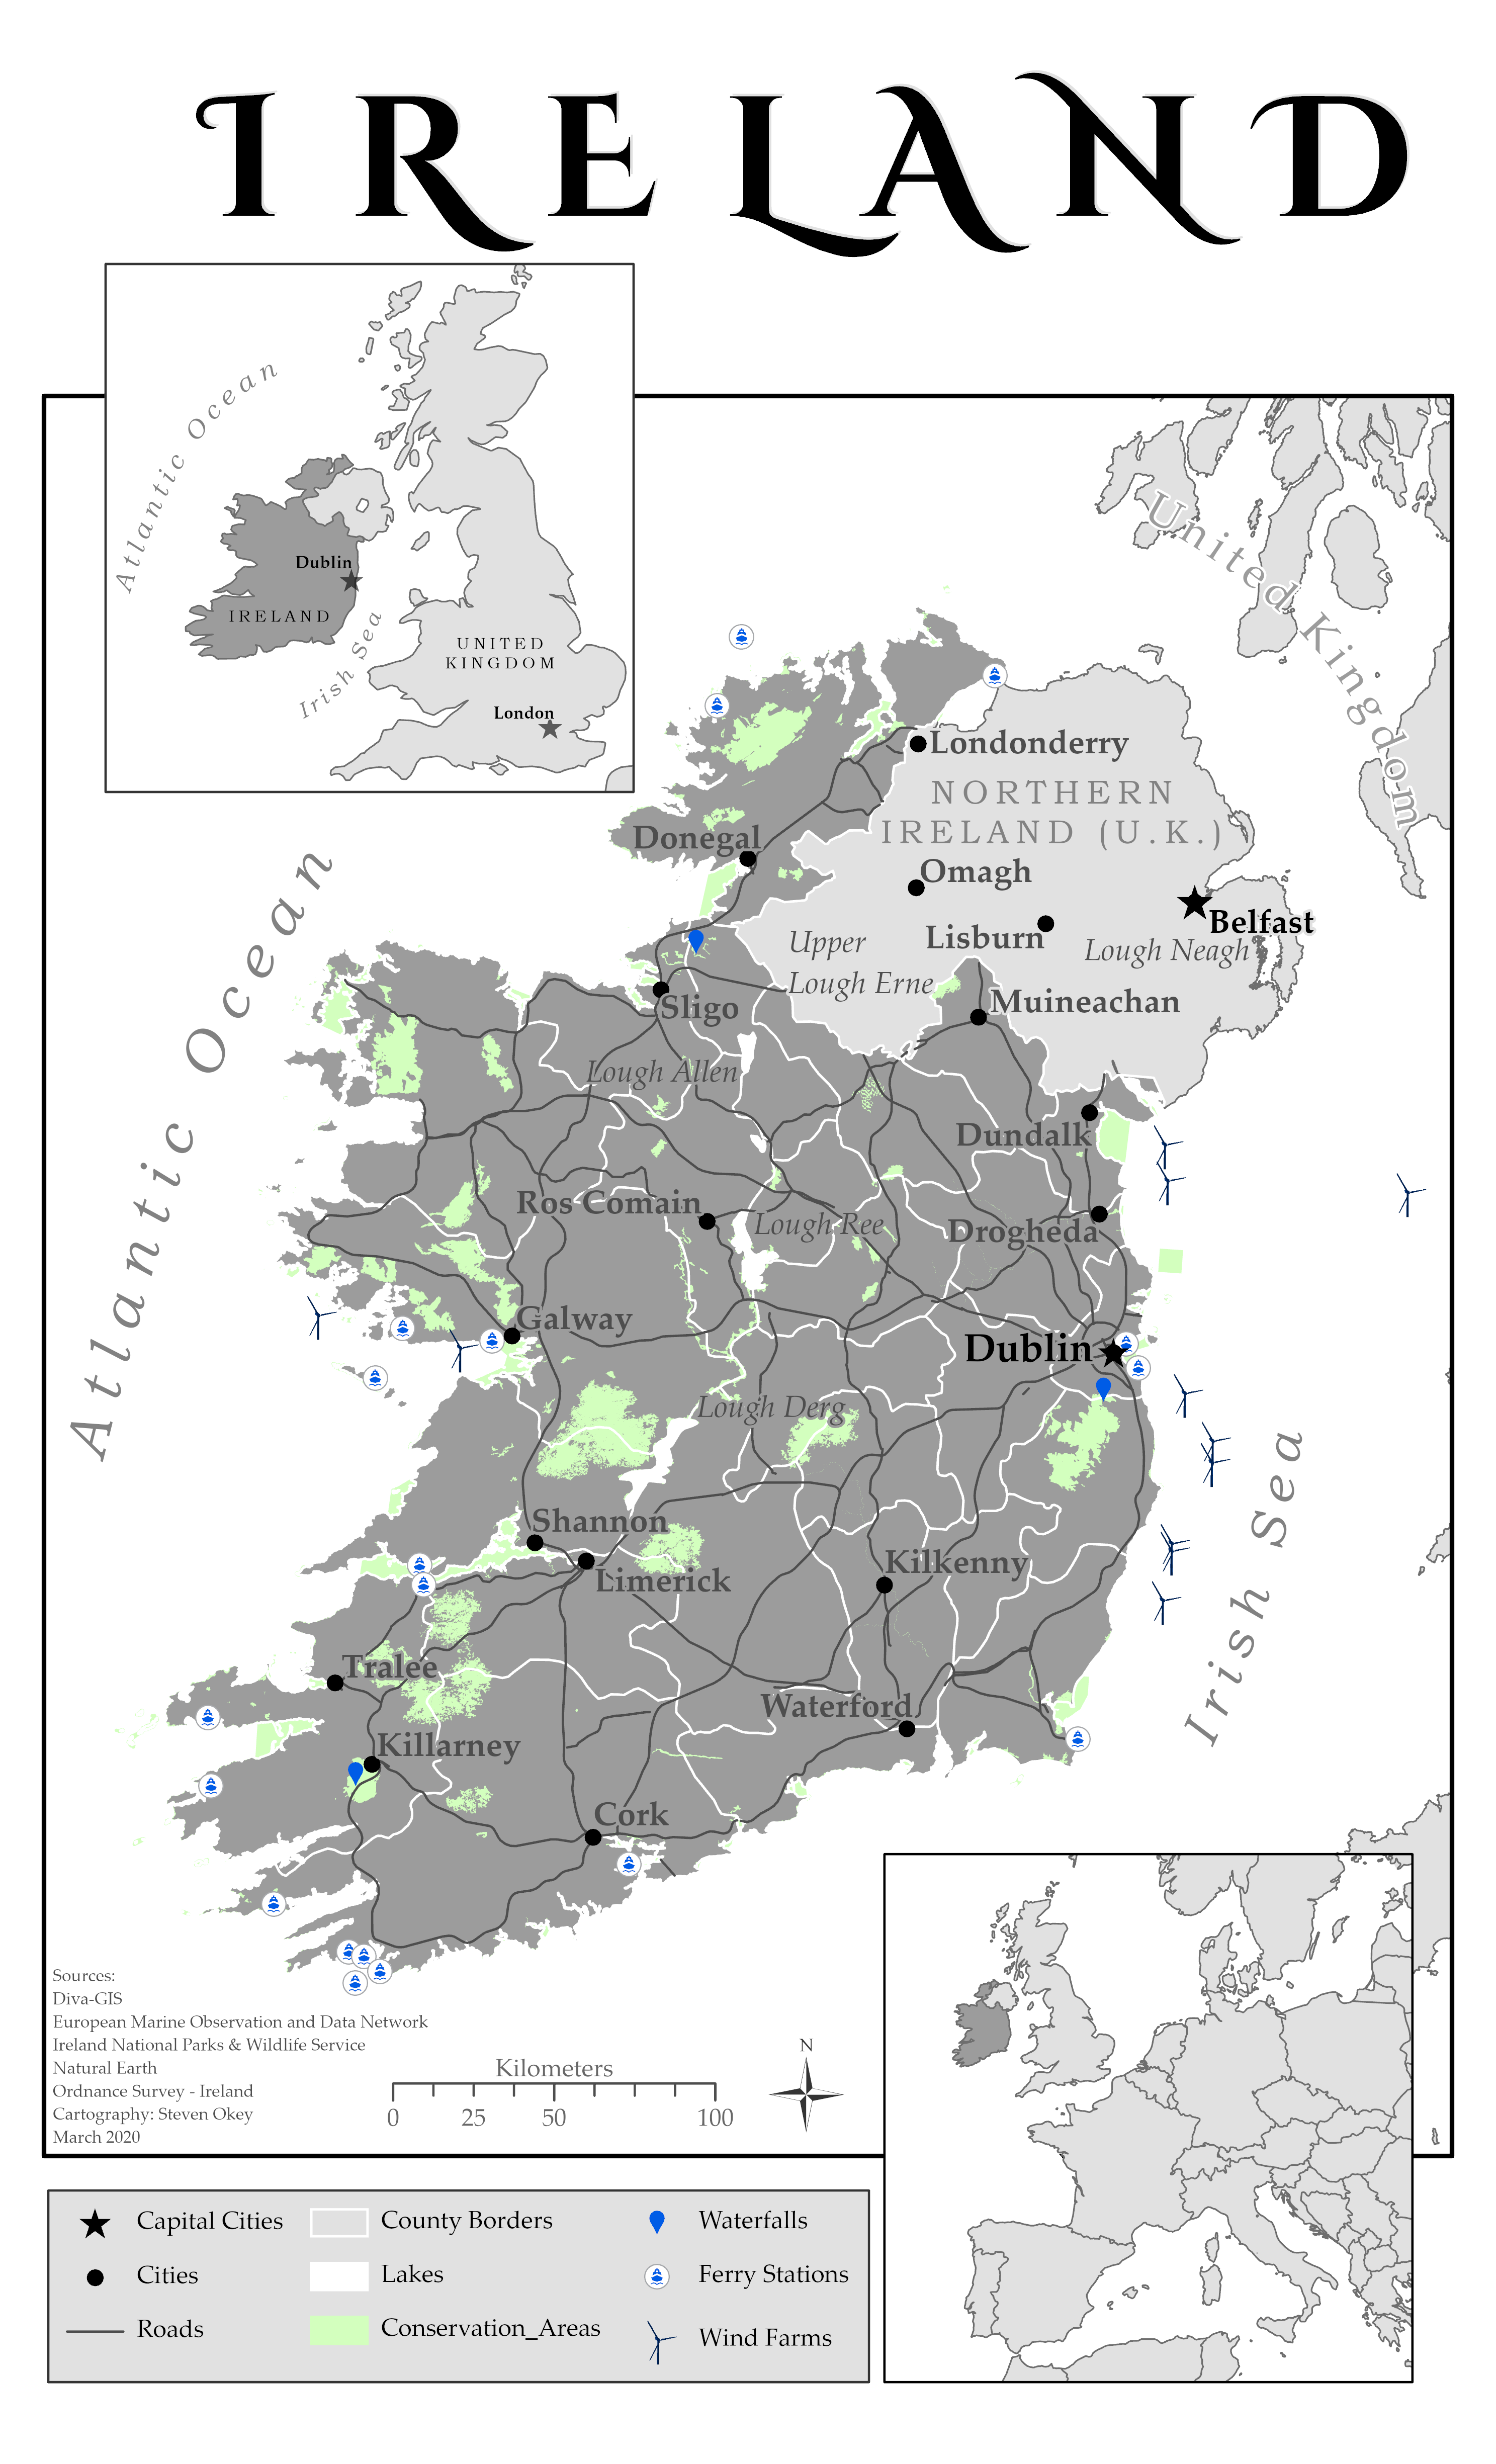 IRELAND
Atlantic Ocean
Dublin
IRELAND
Irish Sea
UNITED
KINGDOM
London
United Kingdom
Londonderry
NORTHERN
IRELAND (U.K.)
Donegal
Omagh
Belfast
Lisburn
Upper
Lough Erne
Lough Neagh
Sligo
Muineachan
Lough Allen
Dundalk
Ros Comain
Lough Ree
Drogheda
Atlantic Ocean
Galway
Dublin
Lough Derg
Shannon
Limerick
Kilkenny
Irish Sea
Tralee
Waterford
Killarney
Cork
Sources:
Diva-GIS
European Marine Observation and Data Network
Ireland National Parks & Wildlife Service
Natural Earth
Ordnance Survey - Ireland
Cartography: Steven Okey
March 2020
Kilometers
0 25 50 100
N
Capital Cities
County Borders
Waterfalls
Cities
Lakes
Ferry Stations
Roads
Conservation_Areas
Wind Farms